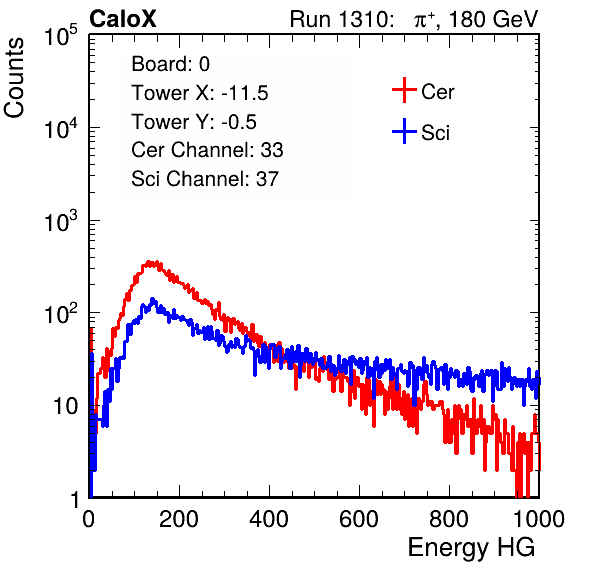 CaloX Run 1310: π⁺, 180 GeV
Counts
10⁵
10⁴
10³
10²
10
1
Board: 0
Tower X: -11.5
Tower Y: -0.5
Cer Channel: 33
Sci Channel: 37
Cer
Sci
0 200 400 600 800 1000
Energy HG